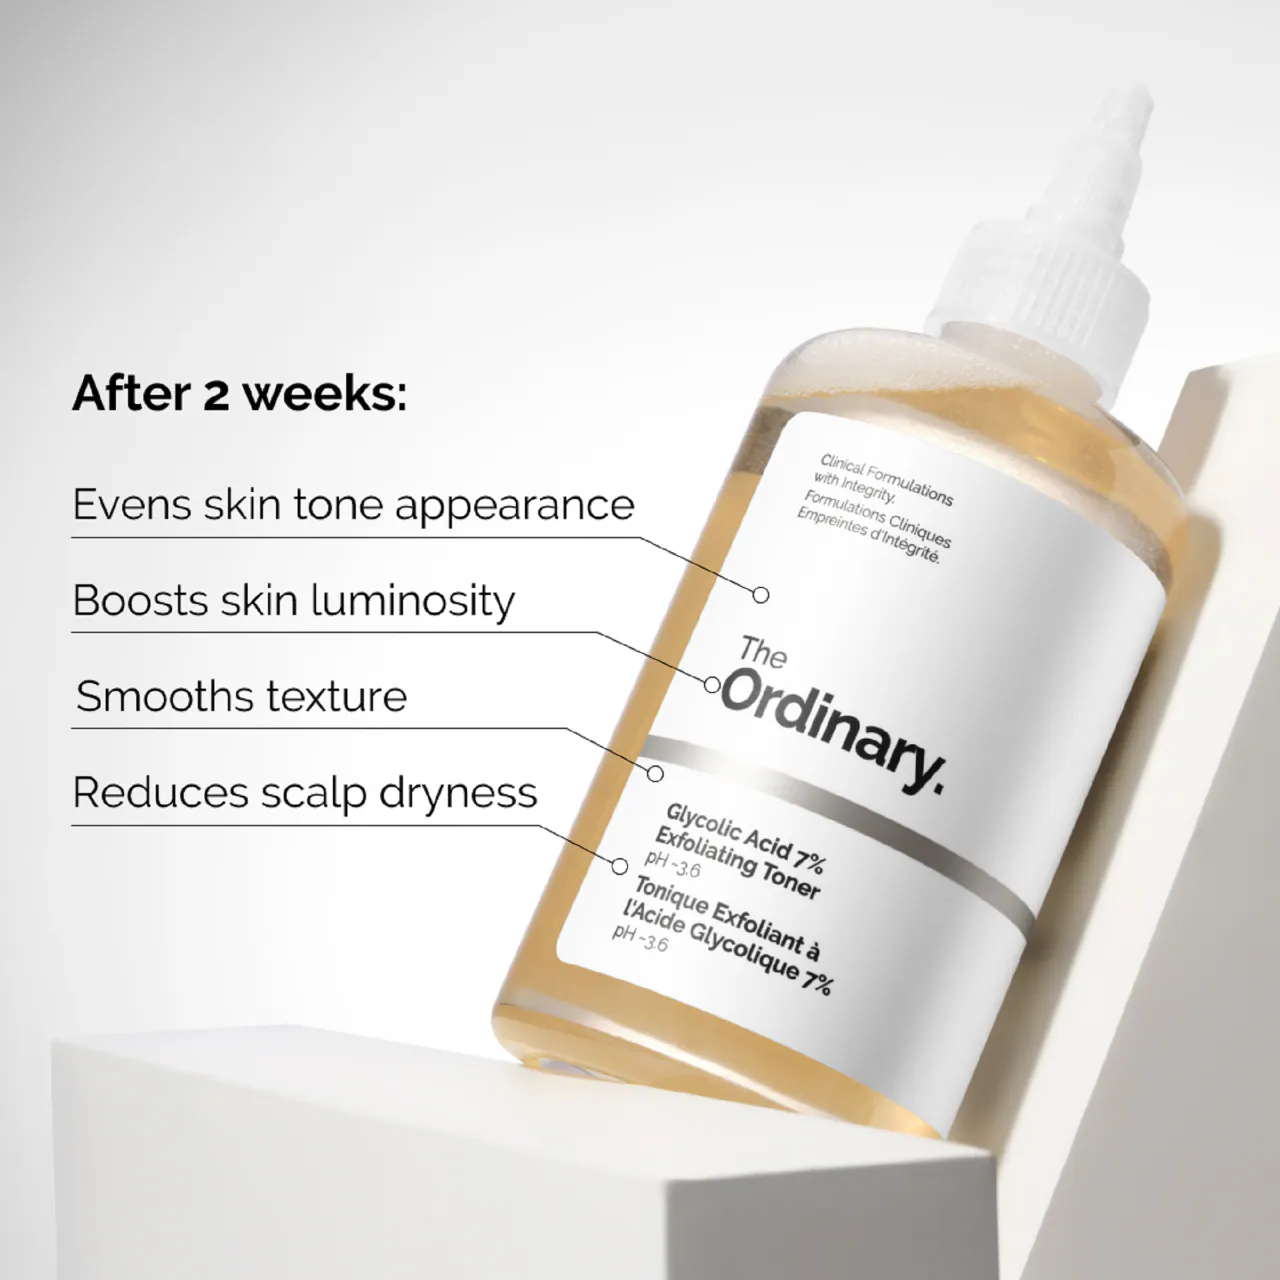 After 2 weeks:
Evens skin tone appearance
Boosts skin luminosity
Smooths texture
Reduces scalp dryness
Clinical Formulations
with Integrity.
Formulations Cliniques
Empreintes d'Intégrité.
The
Ordinary.
Glycolic Acid 7%
Exfoliating Toner
pH ~3.6
Tonique Exfoliant à
l'Acide Glycolique 7%
pH ~3.6